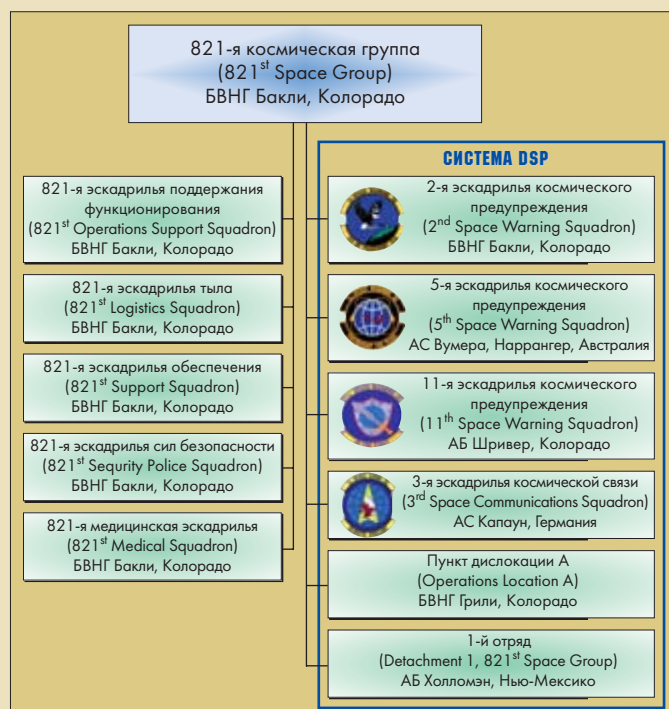 821-я космическая группа
(821st Space Group)
БВНГ Бакли, Колорадо
821-я эскадрилья поддержания
функционирования
(821st Operations Support Squadron)
БВНГ Бакли, Колорадо
821-я эскадрилья тыла
(821st Logistics Squadron)
БВНГ Бакли, Колорадо
821-я эскадрилья обеспечения
(821st Support Squadron)
БВНГ Бакли, Колорадо
821-я эскадрилья сил безопасности
(821st Sequrity Police Squadron)
БВНГ Бакли, Колорадо
821-я медицинская эскадрилья
(821st Medical Squadron)
БВНГ Бакли, Колорадо
СИСТЕМА DSP
2-я эскадрилья космического
предупреждения
(2nd Space Warning Squadron)
БВНГ Бакли, Колорадо
5-я эскадрилья космического
предупреждения
(5th Space Warning Squadron)
АС Вумера, Наррангер, Австралия
11-я эскадрилья космического
предупреждения
(11th Space Warning Squadron)
АБ Шривер, Колорадо
3-я эскадрилья космической связи
(3rd Space Communications Squadron)
АС Капаун, Германия
Пункт дислокации А
(Operations Location A)
БВНГ Грили, Колорадо
1-й отряд
(Detachment 1, 821st Space Group)
АБ Холломэн, Нью-Мексико